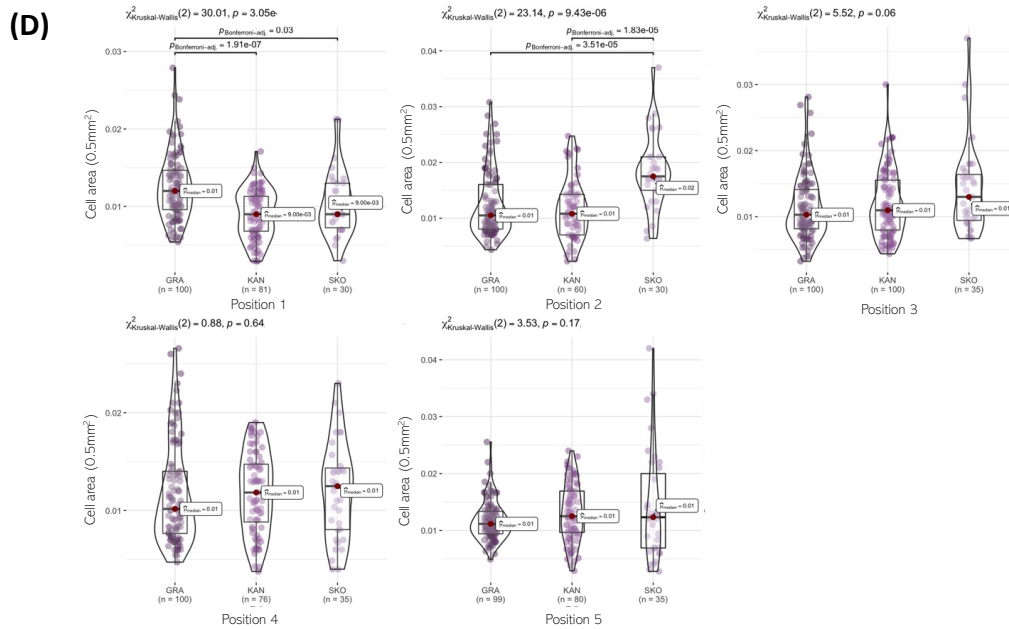 (D)
χ²Kruskal-Wallis(2) = 30.01, p = 3.05e-
pBonferroni-adj. = 0.03
pBonferroni-adj. = 1.91e-07
Cell area (0.5mm²)
0.03
0.02
0.01
μ̂median = 0.01
μ̂median = 9.00e-03
μ̂median = 9.00e-03
GRA
(n = 100)
KAN
(n = 81)
SKO
(n = 30)
Position 1
χ²Kruskal-Wallis(2) = 23.14, p = 9.43e-06
pBonferroni-adj. = 1.83e-05
pBonferroni-adj. = 3.51e-05
Cell area (0.5mm²)
0.04
0.03
0.02
0.01
μ̂median = 0.01
μ̂median = 0.01
μ̂median = 0.02
GRA
(n = 100)
KAN
(n = 60)
SKO
(n = 30)
Position 2
χ²Kruskal-Wallis(2) = 5.52, p = 0.06
Cell area (0.5mm²)
0.03
0.02
0.01
μ̂median = 0.01
μ̂median = 0.01
μ̂median = 0.01
GRA
(n = 100)
KAN
(n = 100)
SKO
(n = 35)
Position 3
χ²Kruskal-Wallis(2) = 0.88, p = 0.64
Cell area (0.5mm²)
0.02
0.01
μ̂median = 0.01
μ̂median = 0.01
μ̂median = 0.01
GRA
(n = 100)
KAN
(n = 76)
SKO
(n = 35)
Position 4
χ²Kruskal-Wallis(2) = 3.53, p = 0.17
Cell area (0.5mm²)
0.04
0.03
0.02
0.01
μ̂median = 0.01
μ̂median = 0.01
μ̂median = 0.01
GRA
(n = 99)
KAN
(n = 80)
SKO
(n = 35)
Position 5